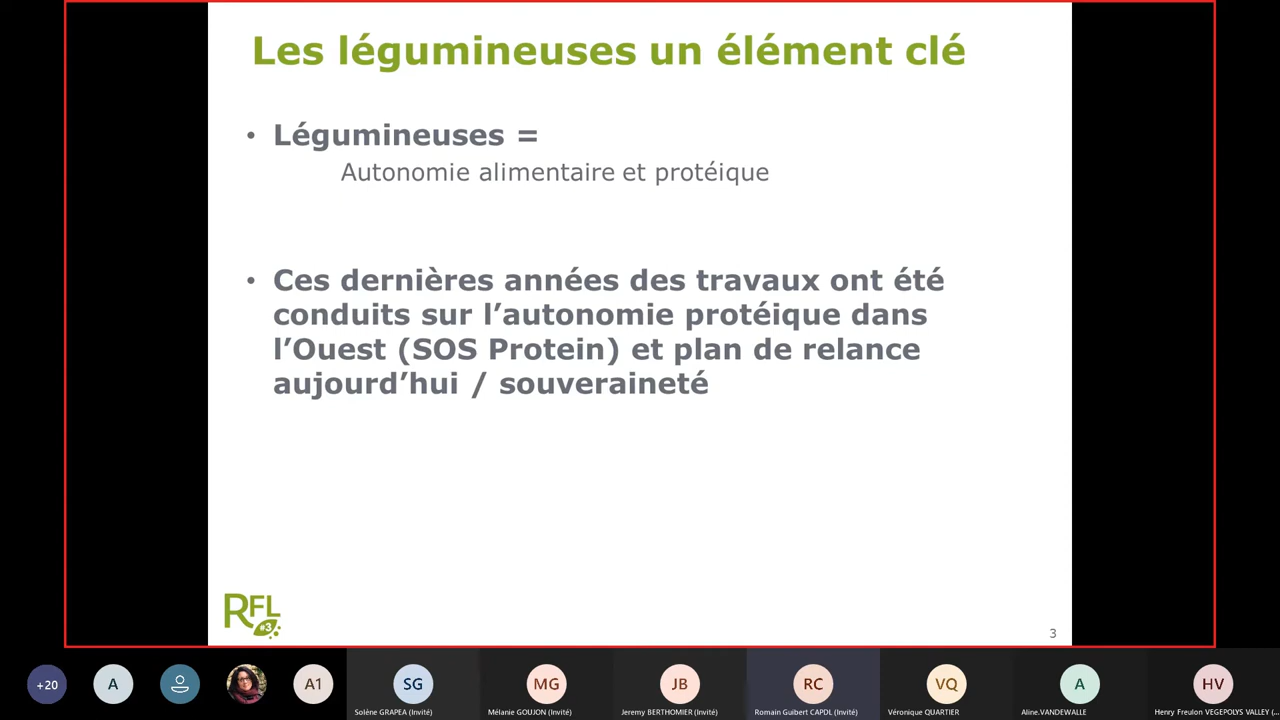 Les légumineuses un élément clé
• Légumineuses =
Autonomie alimentaire et protéique
• Ces dernières années des travaux ont été
conduits sur l’autonomie protéique dans
l’Ouest (SOS Protein) et plan de relance
aujourd’hui / souveraineté
RFL
#3
3
+20
A
A1
SG
MG
JB
RC
VQ
A
HV
Solène GRAPEA (Invité)
Mélanie GOUJON (Invité)
Jeremy BERTHOMIER (Invité)
Romain Guibert CAPDL (Invité)
Véronique QUARTIER
Aline.VANDEWALLE
Henry Freulon VEGEPOLYS VALLEY (...